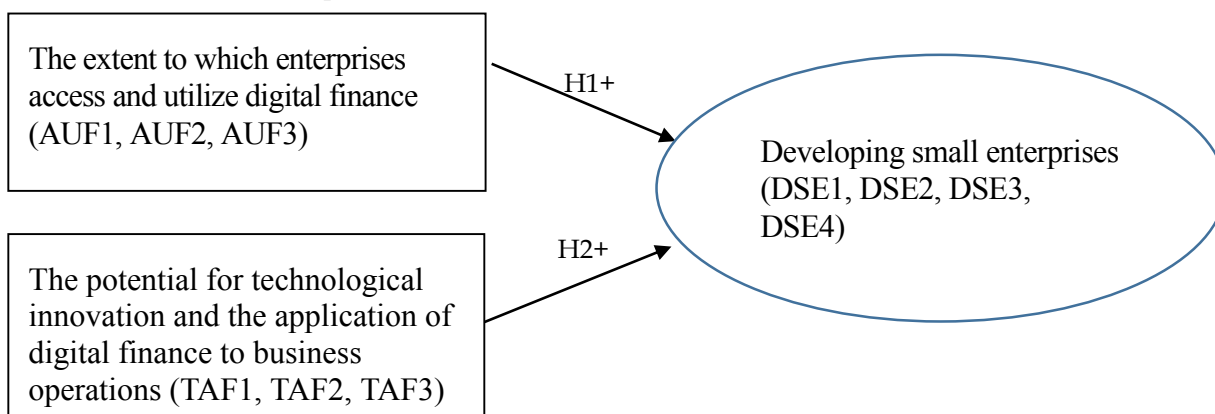 The extent to which enterprises
access and utilize digital finance
(AUF1, AUF2, AUF3)
H1+
Developing small enterprises
(DSE1, DSE2, DSE3,
DSE4)
H2+
The potential for technological
innovation and the application of
digital finance to business
operations (TAF1, TAF2, TAF3)